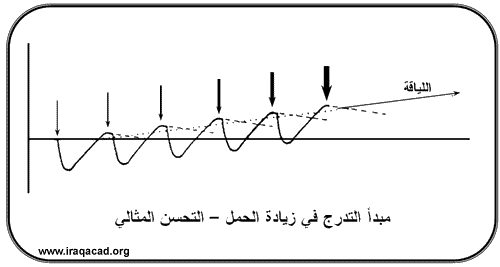 اللياقة
مبدأ التدرج في زيادة الحمل – التحسن المثالي
www.iraqacad.org